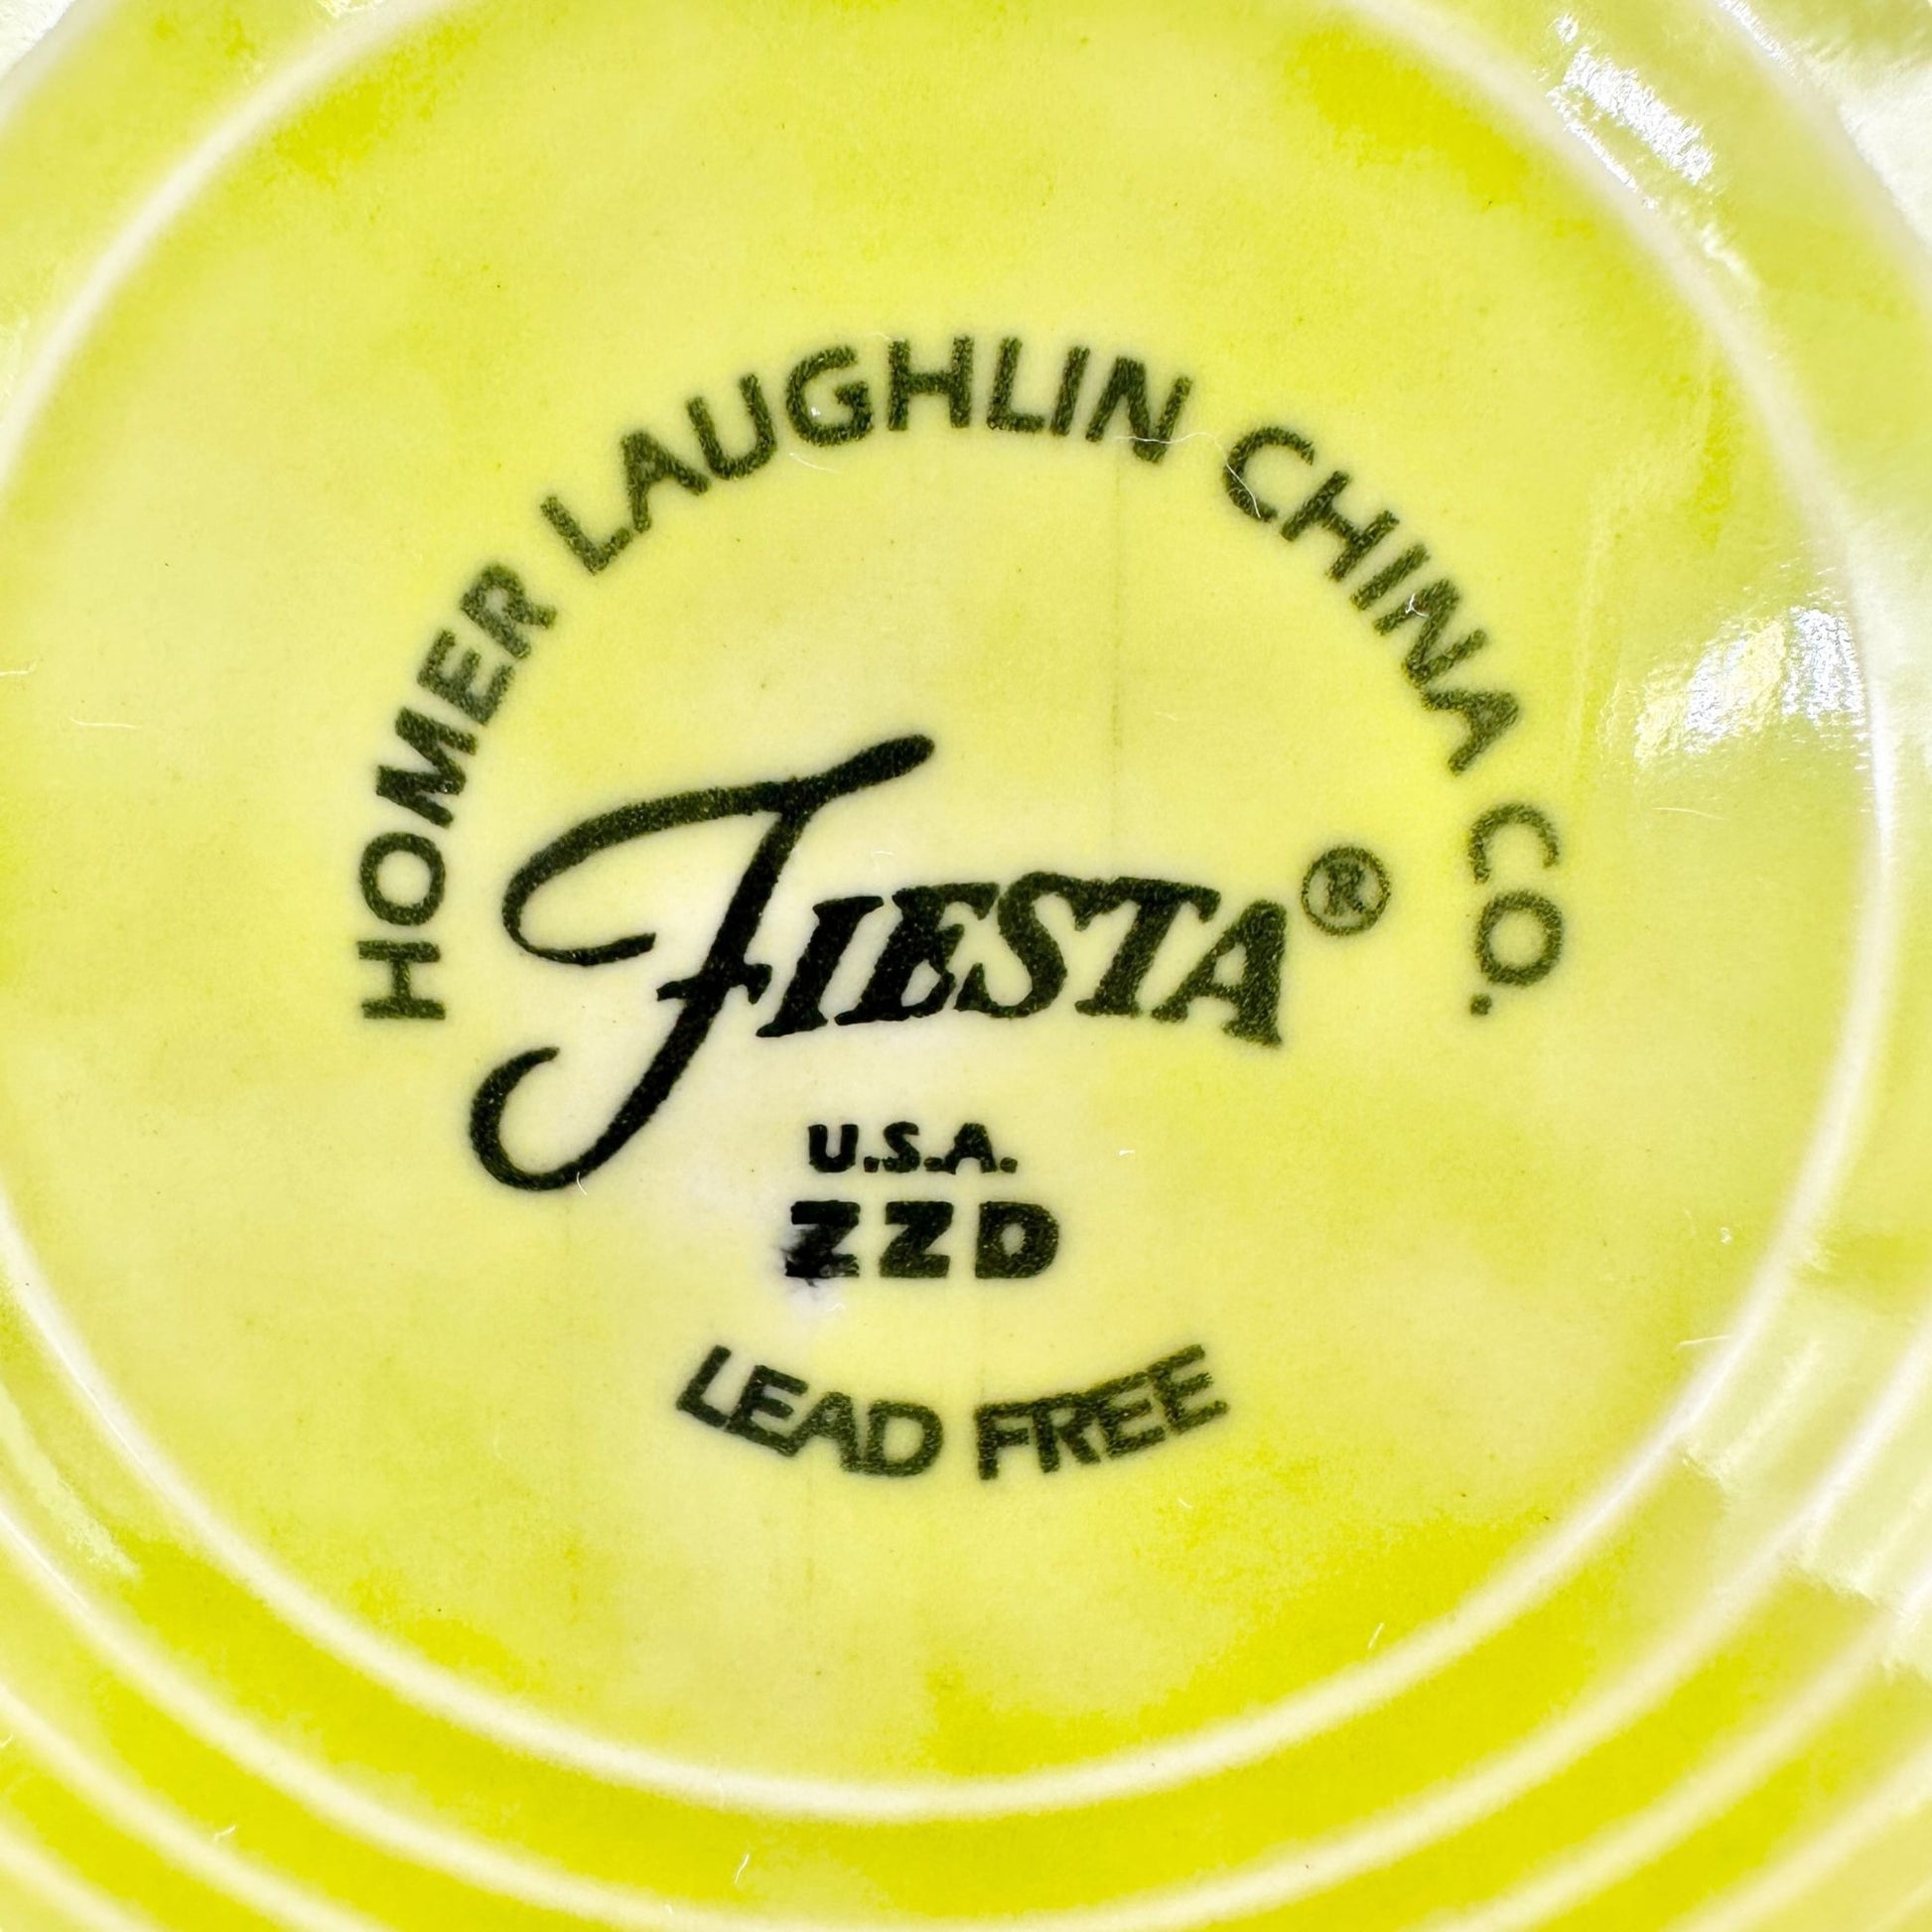 HOMER LAUGHLIN CHINA CO.
FIESTA®
U.S.A.
ZZD
LEAD FREE